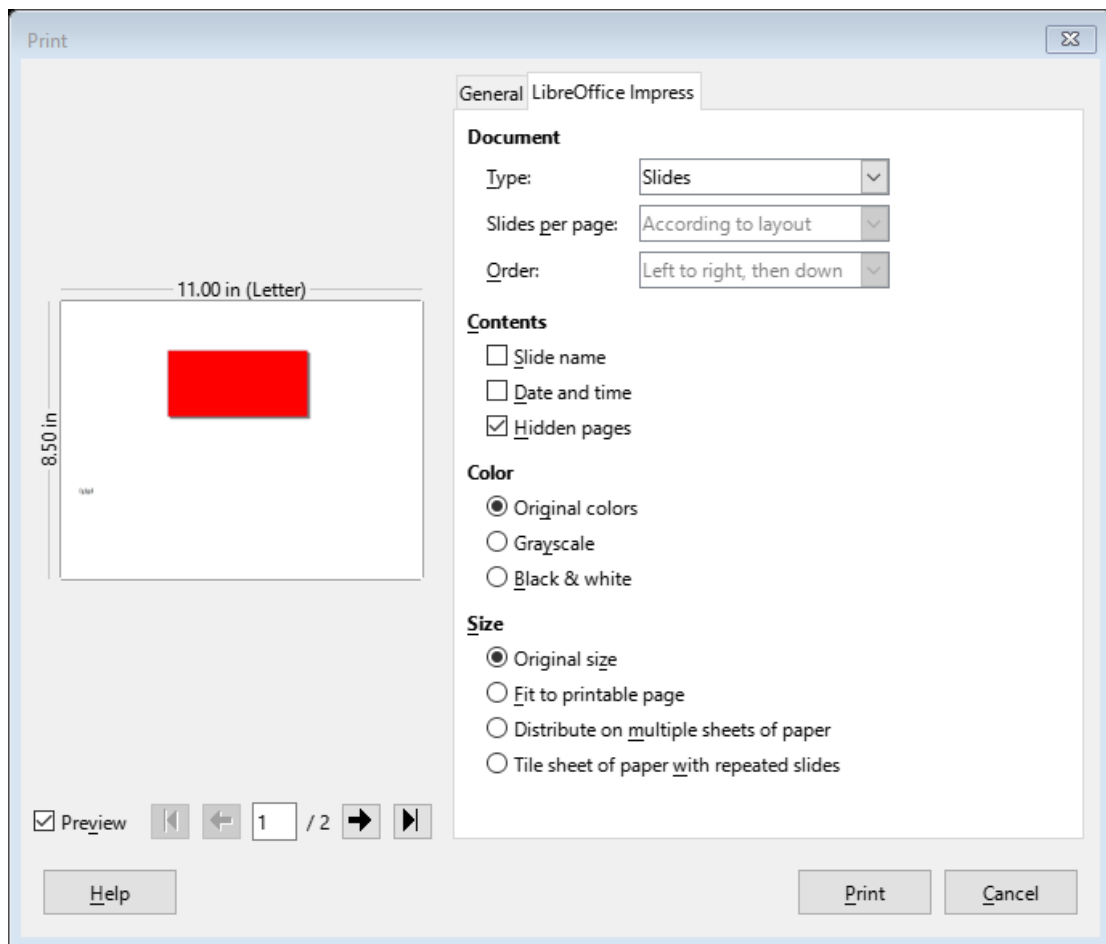 Print
General LibreOffice Impress
Document
Type: Slides
Slides per page: According to layout
Order: Left to right, then down
Contents
Slide name
Date and time
Hidden pages
Color
Original colors
Grayscale
Black & white
Size
Original size
Fit to printable page
Distribute on multiple sheets of paper
Tile sheet of paper with repeated slides
11.00 in (Letter)
8.50 in
Preview 1 / 2
Help Print Cancel